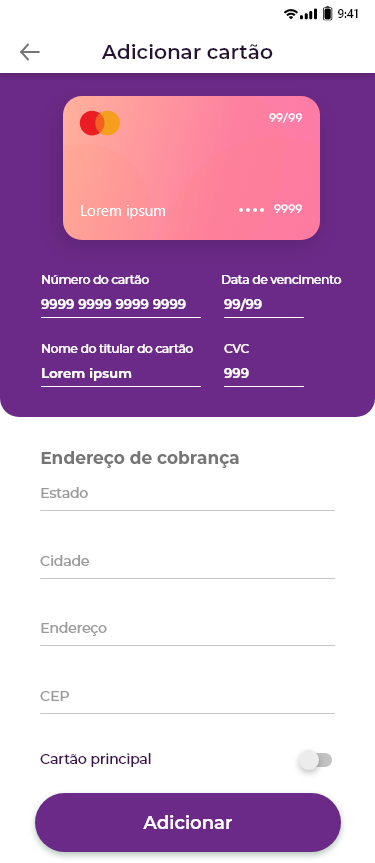 9:41
Adicionar cartão
99/99
Lorem ipsum •••• 9999
Número do cartão Data de vencimento
9999 9999 9999 9999 99/99
Nome do titular do cartão CVC
Lorem ipsum 999
Endereço de cobrança
Estado
Cidade
Endereço
CEP
Cartão principal
Adicionar